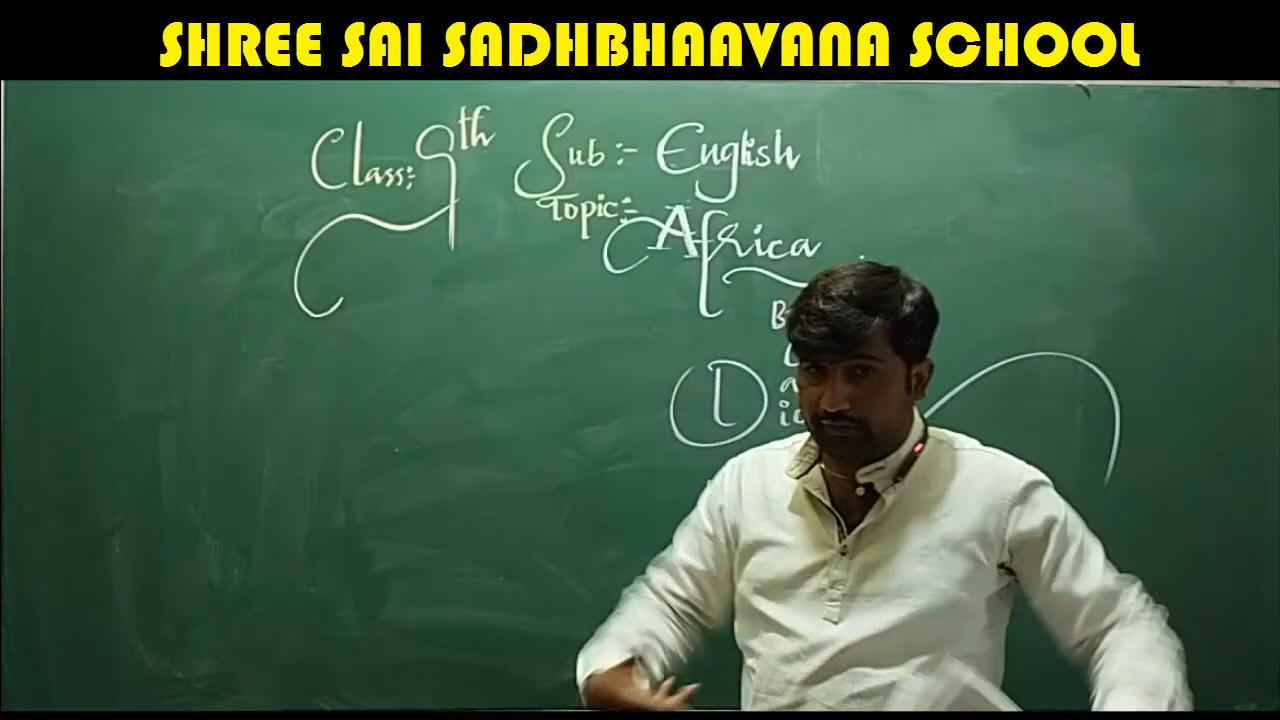 SHREE SAI SADHBHAAVANA SCHOOL
Class:- 9th Sub:- English
Topic:- Africa